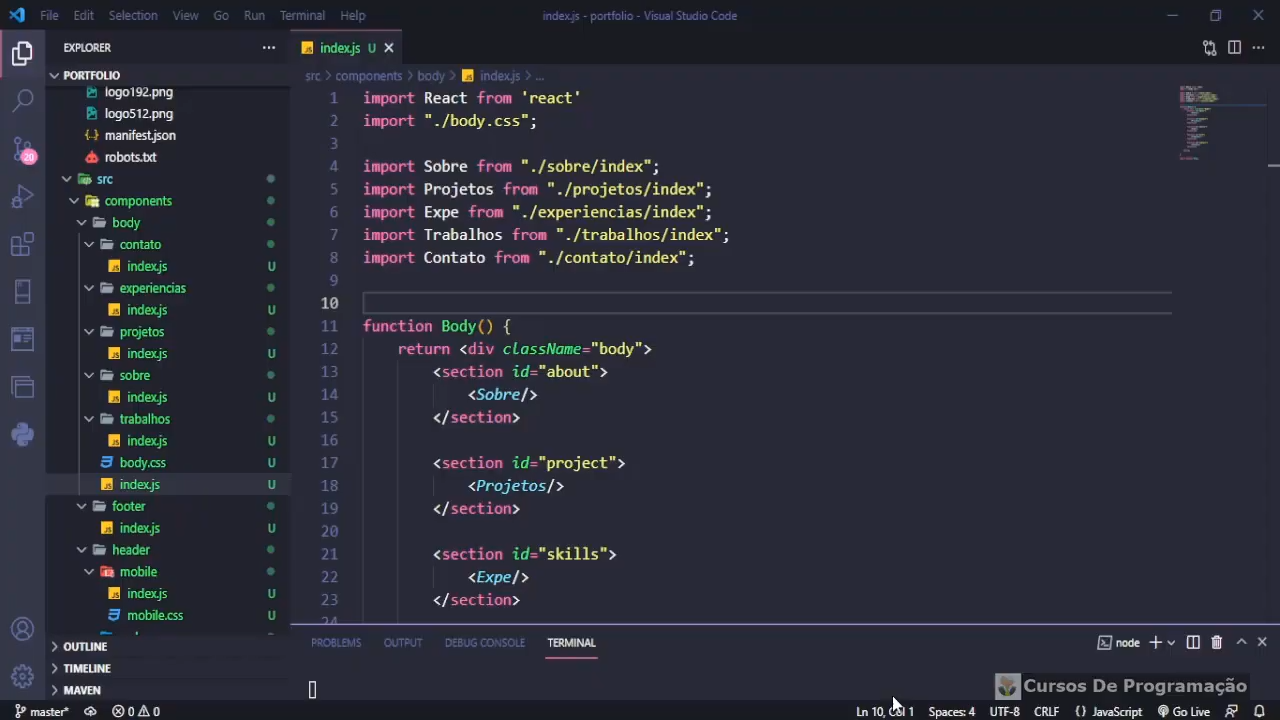 File Edit Selection View Go Run Terminal Help
index.js - portfolio - Visual Studio Code
EXPLORER
PORTFOLIO
logo192.png
logo512.png
manifest.json
robots.txt
src
components
body
contato
index.js U
experiencias
index.js U
projetos
index.js U
sobre
index.js U
trabalhos
index.js U
body.css U
index.js U
footer
index.js U
header
mobile
index.js U
mobile.css U
OUTLINE
TIMELINE
MAVEN
20
index.js U
src > components > body > index.js > ...
1 import React from 'react'
2 import "./body.css";
3
4 import Sobre from "./sobre/index";
5 import Projetos from "./projetos/index";
6 import Expe from "./experiencias/index";
7 import Trabalhos from "./trabalhos/index";
8 import Contato from "./contato/index";
9
10
11 function Body() {
12 return <div className="body">
13 <section id="about">
14 <Sobre/>
15 </section>
16
17 <section id="project">
18 <Projetos/>
19 </section>
20
21 <section id="skills">
22 <Expe/>
23 </section>
24
PROBLEMS OUTPUT DEBUG CONSOLE TERMINAL
node
Cursos De Programação
master* 0 0
Ln 10, Col 1 Spaces: 4 UTF-8 CRLF {} JavaScript Go Live